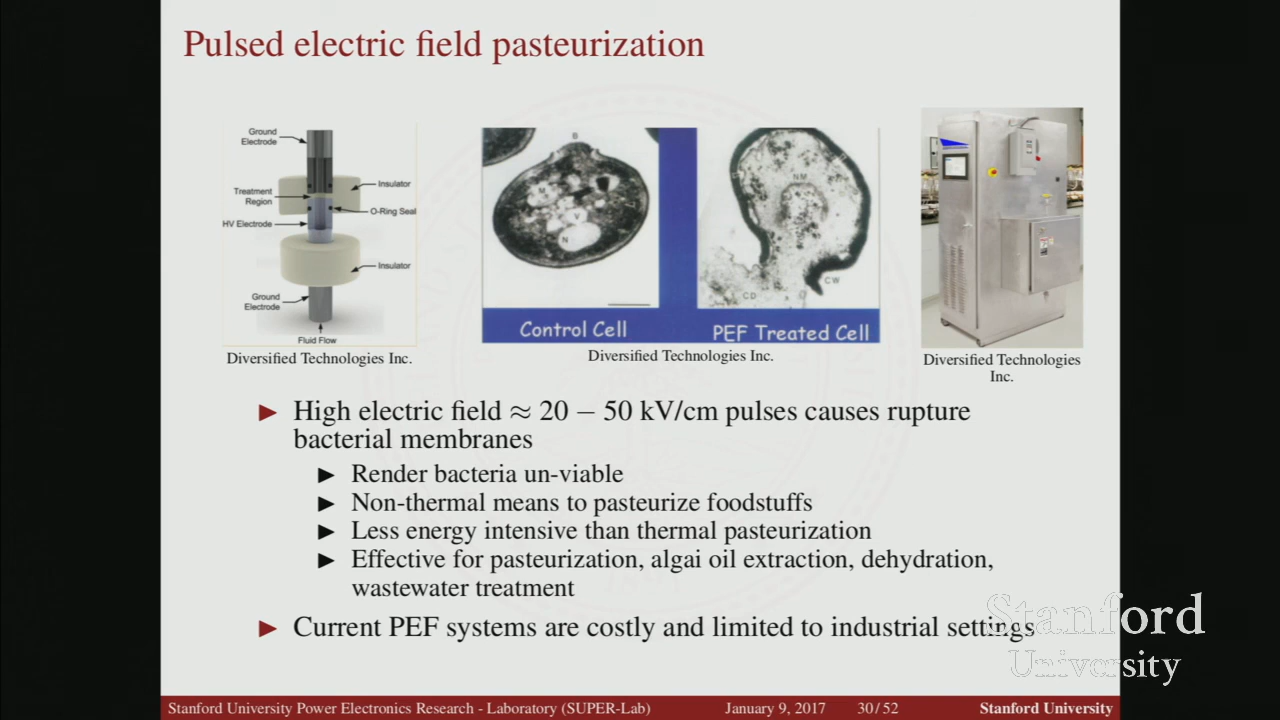 Pulsed electric field pasteurization
Ground
Electrode
Treatment
Region
HV Electrode
Ground
Electrode
Insulator
O-Ring Seal
Insulator
Fluid Flow
Diversified Technologies Inc.
B
M
V
N
Control Cell
NM
CW
CD
PEF Treated Cell
Diversified Technologies Inc.
Diversified Technologies
Inc.
► High electric field ≈ 20 − 50 kV/cm pulses causes rupture
bacterial membranes
► Render bacteria un-viable
► Non-thermal means to pasteurize foodstuffs
► Less energy intensive than thermal pasteurization
► Effective for pasteurization, algai oil extraction, dehydration,
wastewater treatment
► Current PEF systems are costly and limited to industrial settings
Stanford
University
Stanford University Power Electronics Research - Laboratory (SUPER-Lab) January 9, 2017 30/52 Stanford University